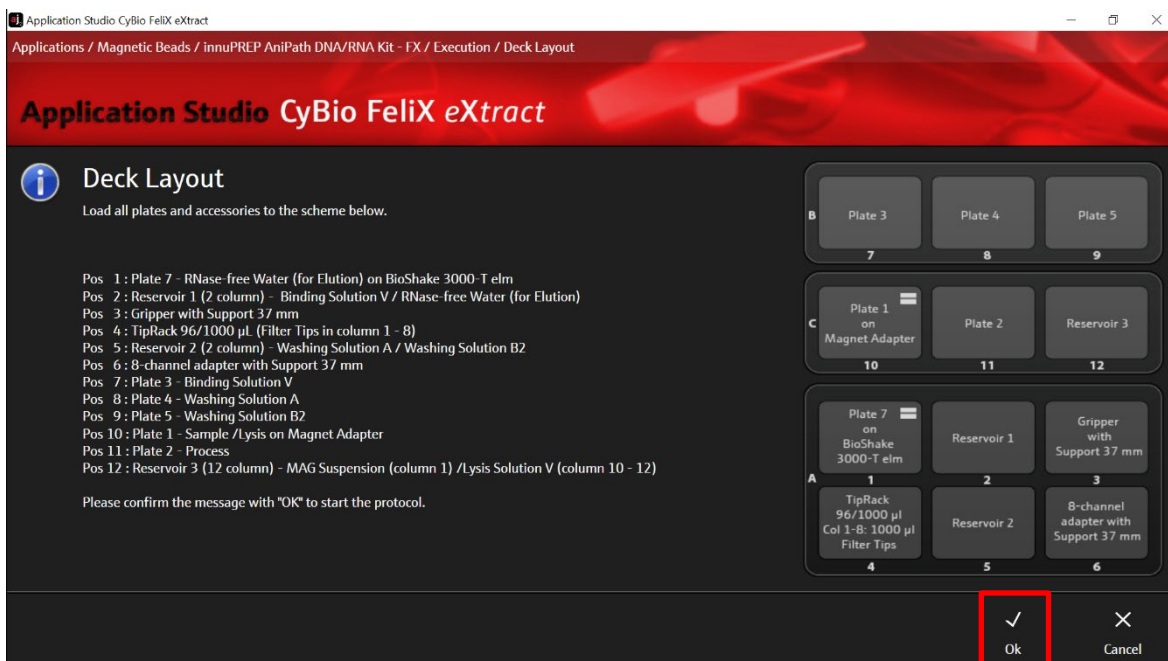 Application Studio CyBio FeliX eXtract
Applications / Magnetic Beads / innuPREP AniPath DNA/RNA Kit - FX / Execution / Deck Layout
Application Studio CyBio FeliX eXtract
Deck Layout
Load all plates and accessories to the scheme below.
Pos 1 : Plate 7 - RNase-free Water (for Elution) on BioShake 3000-T elm
Pos 2 : Reservoir 1 (2 column) - Binding Solution V / RNase-free Water (for Elution)
Pos 3 : Gripper with Support 37 mm
Pos 4 : TipRack 96/1000 µL (Filter Tips in column 1 - 8)
Pos 5 : Reservoir 2 (2 column) - Washing Solution A / Washing Solution B2
Pos 6 : 8-channel adapter with Support 37 mm
Pos 7 : Plate 3 - Binding Solution V
Pos 8 : Plate 4 - Washing Solution A
Pos 9 : Plate 5 - Washing Solution B2
Pos 10 : Plate 1 - Sample /Lysis on Magnet Adapter
Pos 11 : Plate 2 - Process
Pos 12 : Reservoir 3 (12 column) - MAG Suspension (column 1) /Lysis Solution V (column 10 - 12)
Please confirm the message with "OK" to start the protocol.
B
Plate 3
Plate 4
Plate 5
7
8
9
C
Plate 1
on
Magnet Adapter
Plate 2
Reservoir 3
10
11
12
A
Plate 7
on
BioShake
3000-T elm
Reservoir 1
Gripper
with
Support 37 mm
1
2
3
TipRack
96/1000 µl
Col 1-8: 1000 µl
Filter Tips
Reservoir 2
8-channel
adapter with
Support 37 mm
4
5
6
Ok
Cancel